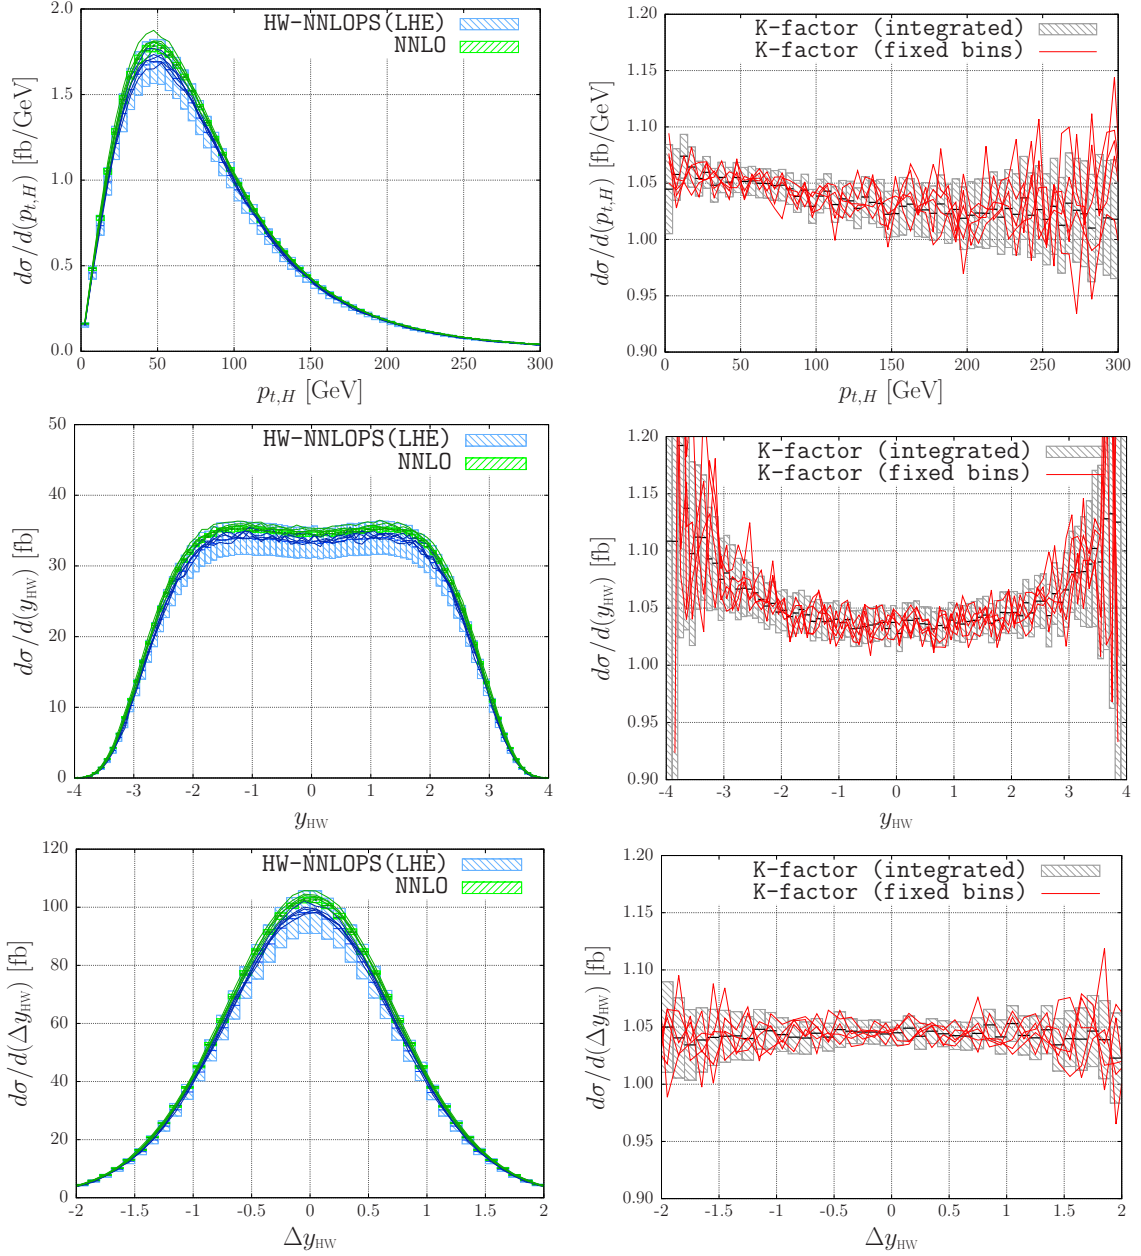 HW-NNLOPS(LHE)
NNLO
dσ/d(p_{t,H}) [fb/GeV]
2.0
1.5
1.0
0.5
0.0
0 50 100 150 200 250 300
p_{t,H} [GeV]
K-factor (integrated)
K-factor (fixed bins)
dσ/d(p_{t,H}) [fb/GeV]
1.20
1.15
1.10
1.05
1.00
0.95
0.90
0 50 100 150 200 250 300
p_{t,H} [GeV]
HW-NNLOPS(LHE)
NNLO
dσ/d(y_{HW}) [fb]
50
40
30
20
10
0
-4 -3 -2 -1 0 1 2 3 4
y_{HW}
K-factor (integrated)
K-factor (fixed bins)
dσ/d(y_{HW}) [fb]
1.20
1.15
1.10
1.05
1.00
0.95
0.90
-4 -3 -2 -1 0 1 2 3 4
y_{HW}
HW-NNLOPS(LHE)
NNLO
dσ/d(Δy_{HW}) [fb]
120
100
80
60
40
20
0
-2 -1.5 -1 -0.5 0 0.5 1 1.5 2
Δy_{HW}
K-factor (integrated)
K-factor (fixed bins)
dσ/d(Δy_{HW}) [fb]
1.20
1.15
1.10
1.05
1.00
0.95
0.90
-2 -1.5 -1 -0.5 0 0.5 1 1.5 2
Δy_{HW}